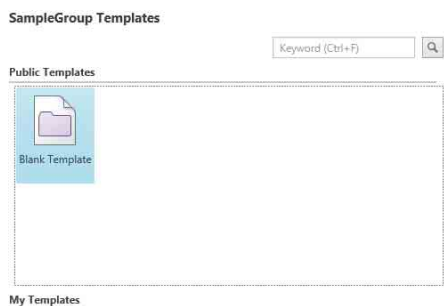 SampleGroup Templates
Keyword (Ctrl+F)
Public Templates
Blank Template
My Templates